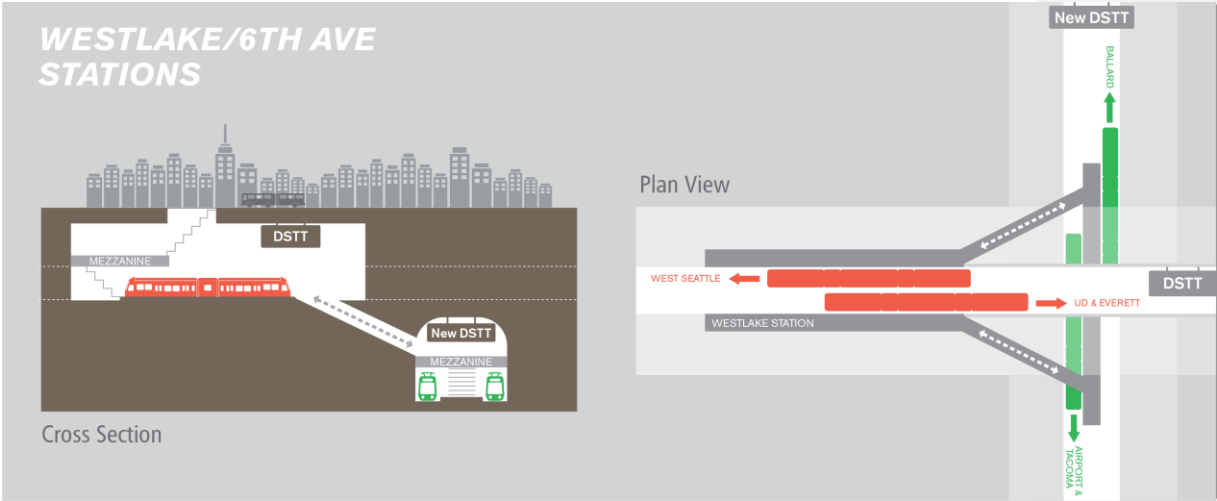 WESTLAKE/6TH AVE
STATIONS
DSTT
MEZZANINE
New DSTT
MEZZANINE
Cross Section
Plan View
New DSTT
BALLARD
WEST SEATTLE
DSTT
UD & EVERETT
WESTLAKE STATION
AIRPORT &
TACOMA